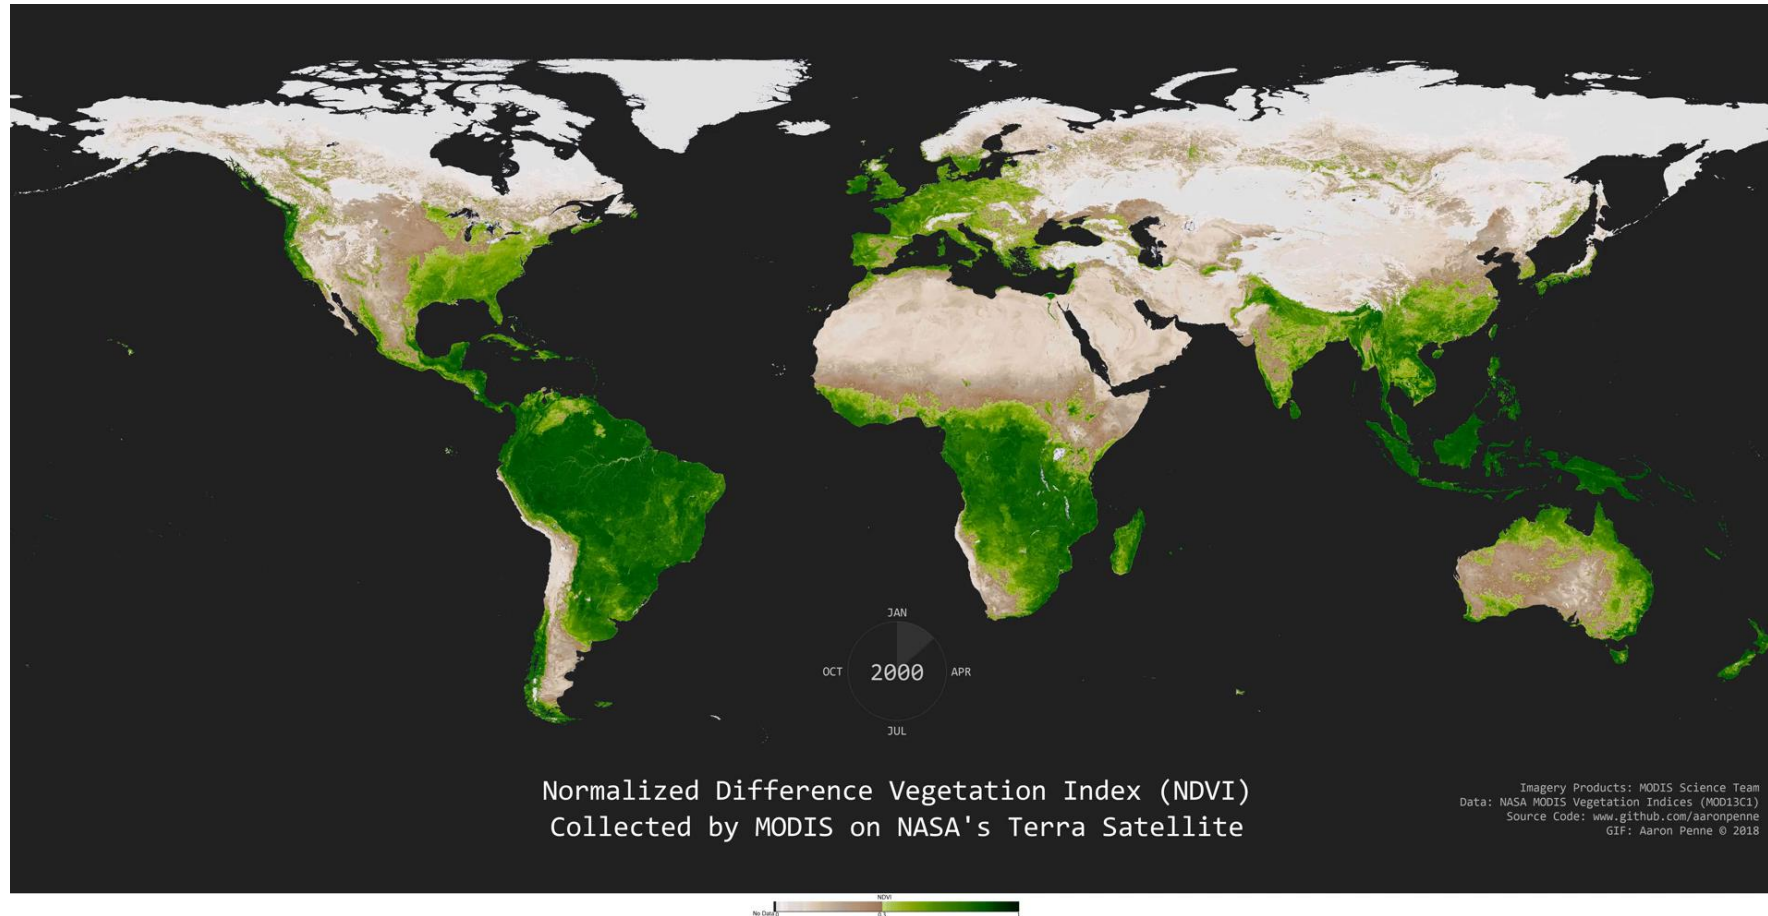 JAN
OCT 2000 APR
JUL
Normalized Difference Vegetation Index (NDVI)
Collected by MODIS on NASA's Terra Satellite
Imagery Products: MODIS Science Team
Data: NASA MODIS Vegetation Indices (MOD13C1)
Source Code: www.github.com/aaronpenne
GIF: Aaron Penne © 2018
NDVI
No Data 0 1